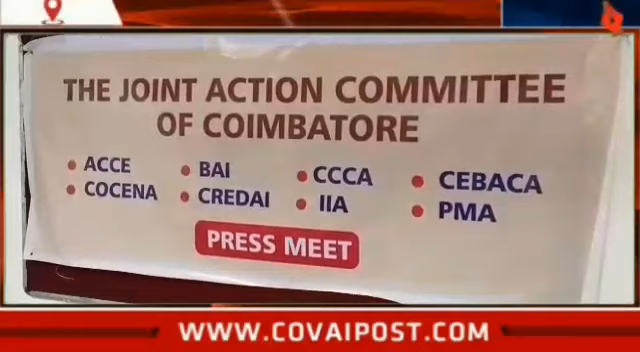 THE JOINT ACTION COMMITTEE
OF COIMBATORE
• ACCE • BAI • CCCA • CEBACA
• COCENA • CREDAI • IIA • PMA
PRESS MEET
WWW.COVAIPOST.COM